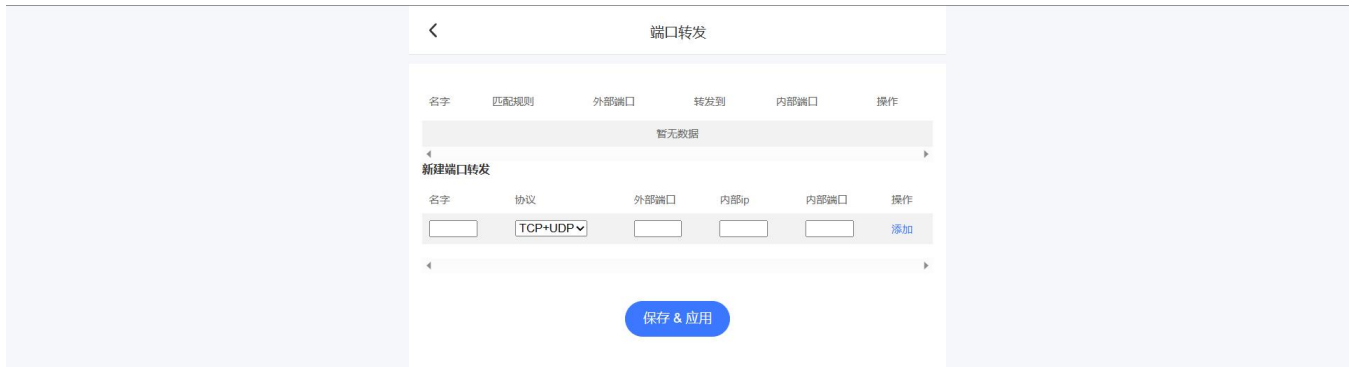 端口转发
名字 匹配规则 外部端口 转发到 内部端口 操作
暂无数据
新建端口转发
名字 协议 外部端口 内部ip 内部端口 操作
TCP+UDP 添加
保存 & 应用